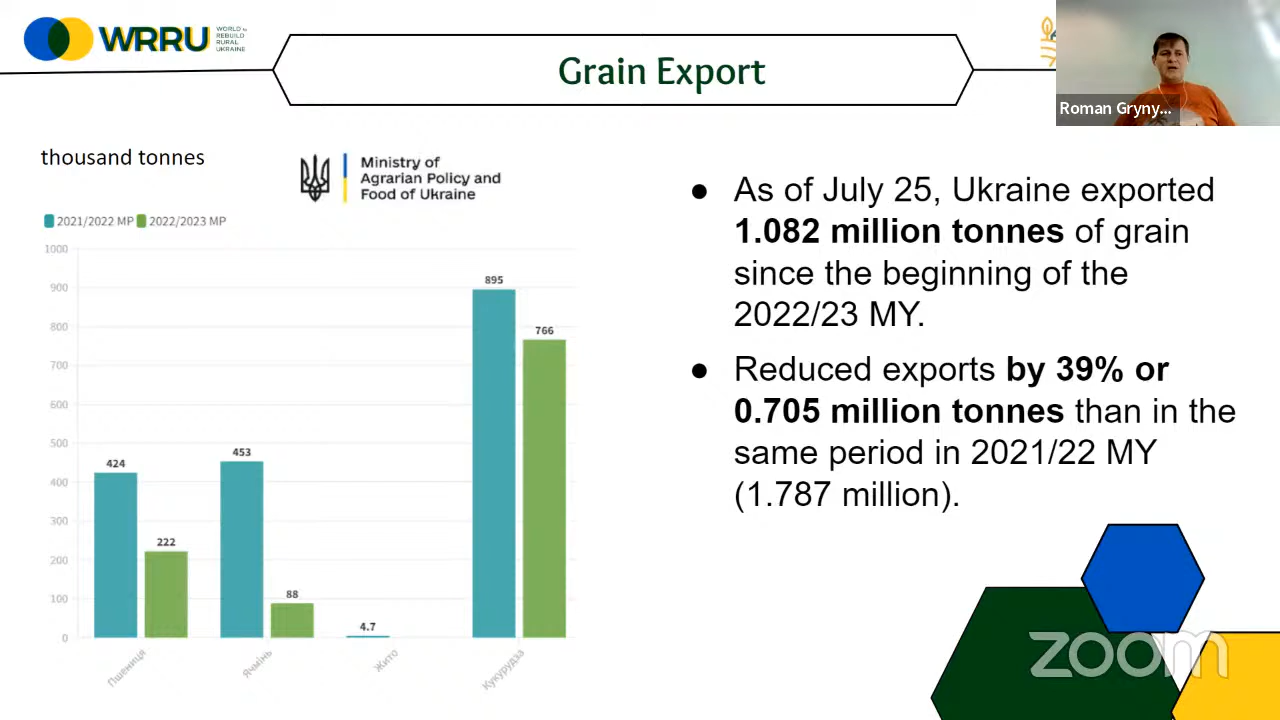 WRRU
WORLD to
REBUILD
RURAL
UKRAINE
Grain Export
Roman Gryny...
thousand tonnes
Ministry of
Agrarian Policy and
Food of Ukraine
2021/2022 MP 2022/2023 MP
1000
900
800
700
600
500
400
300
200
100
0
424
222
453
88
4.7
895
766
Пшениця
Ячмінь
Жито
Кукурудза
● As of July 25, Ukraine exported
1.082 million tonnes of grain
since the beginning of the
2022/23 MY.
● Reduced exports by 39% or
0.705 million tonnes than in the
same period in 2021/22 MY
(1.787 million).
zoom